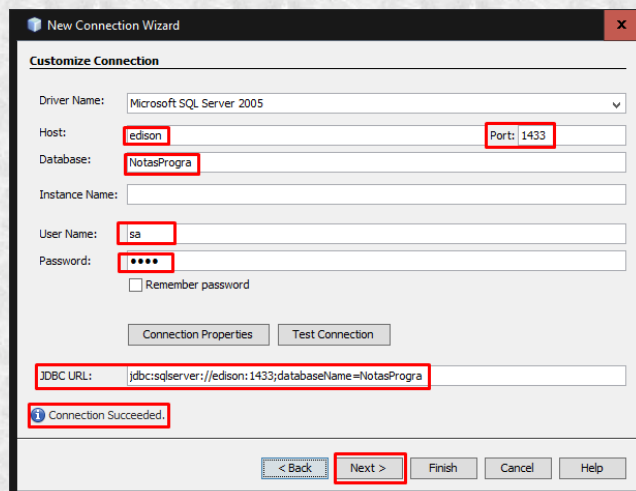 New Connection Wizard
x
Customize Connection
Driver Name: Microsoft SQL Server 2005
Host: edison Port: 1433
Database: NotasProgra
Instance Name:
User Name: sa
Password: ••••
Remember password
Connection Properties Test Connection
JDBC URL: jdbc:sqlserver://edison:1433;databaseName=NotasProgra
Connection Succeeded.
< Back Next > Finish Cancel Help